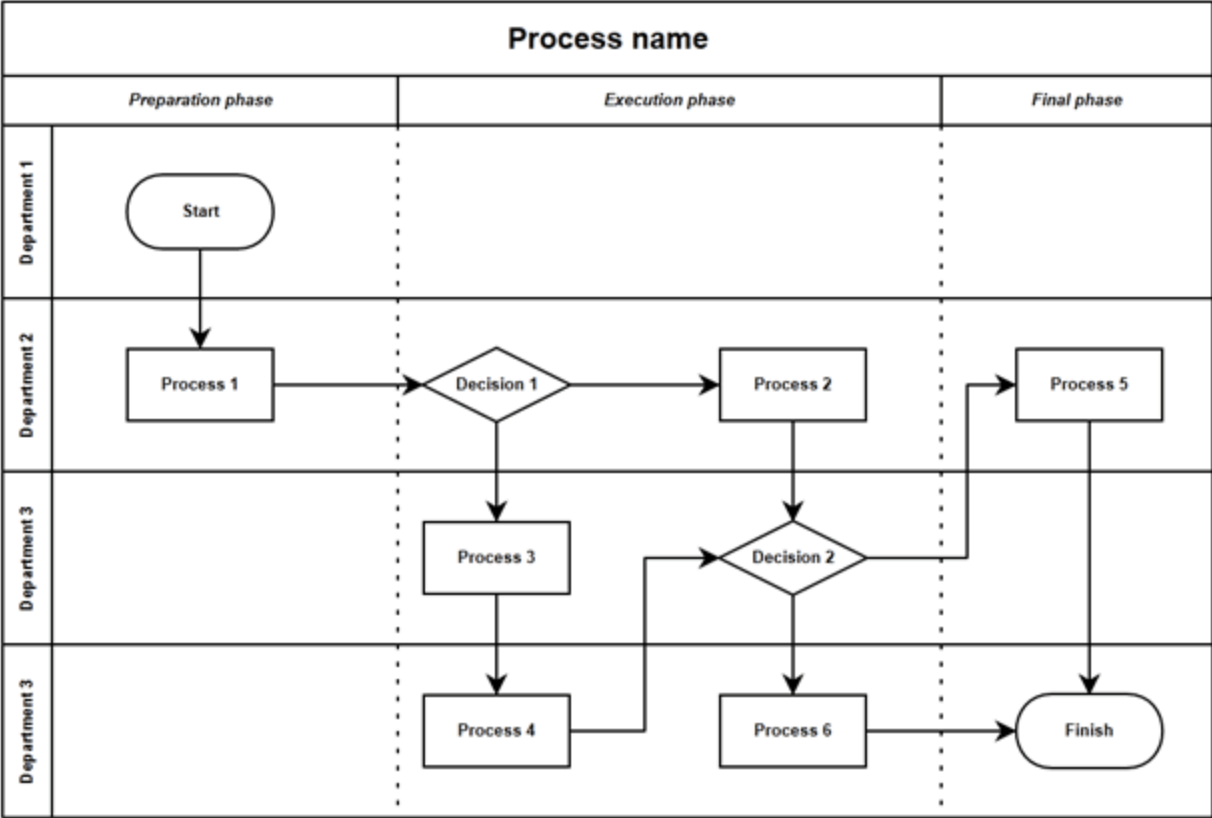 Process name
Preparation phase
Execution phase
Final phase
Department 1
Start
Department 2
Process 1
Decision 1
Process 2
Process 5
Department 3
Process 3
Decision 2
Department 3
Process 4
Process 6
Finish